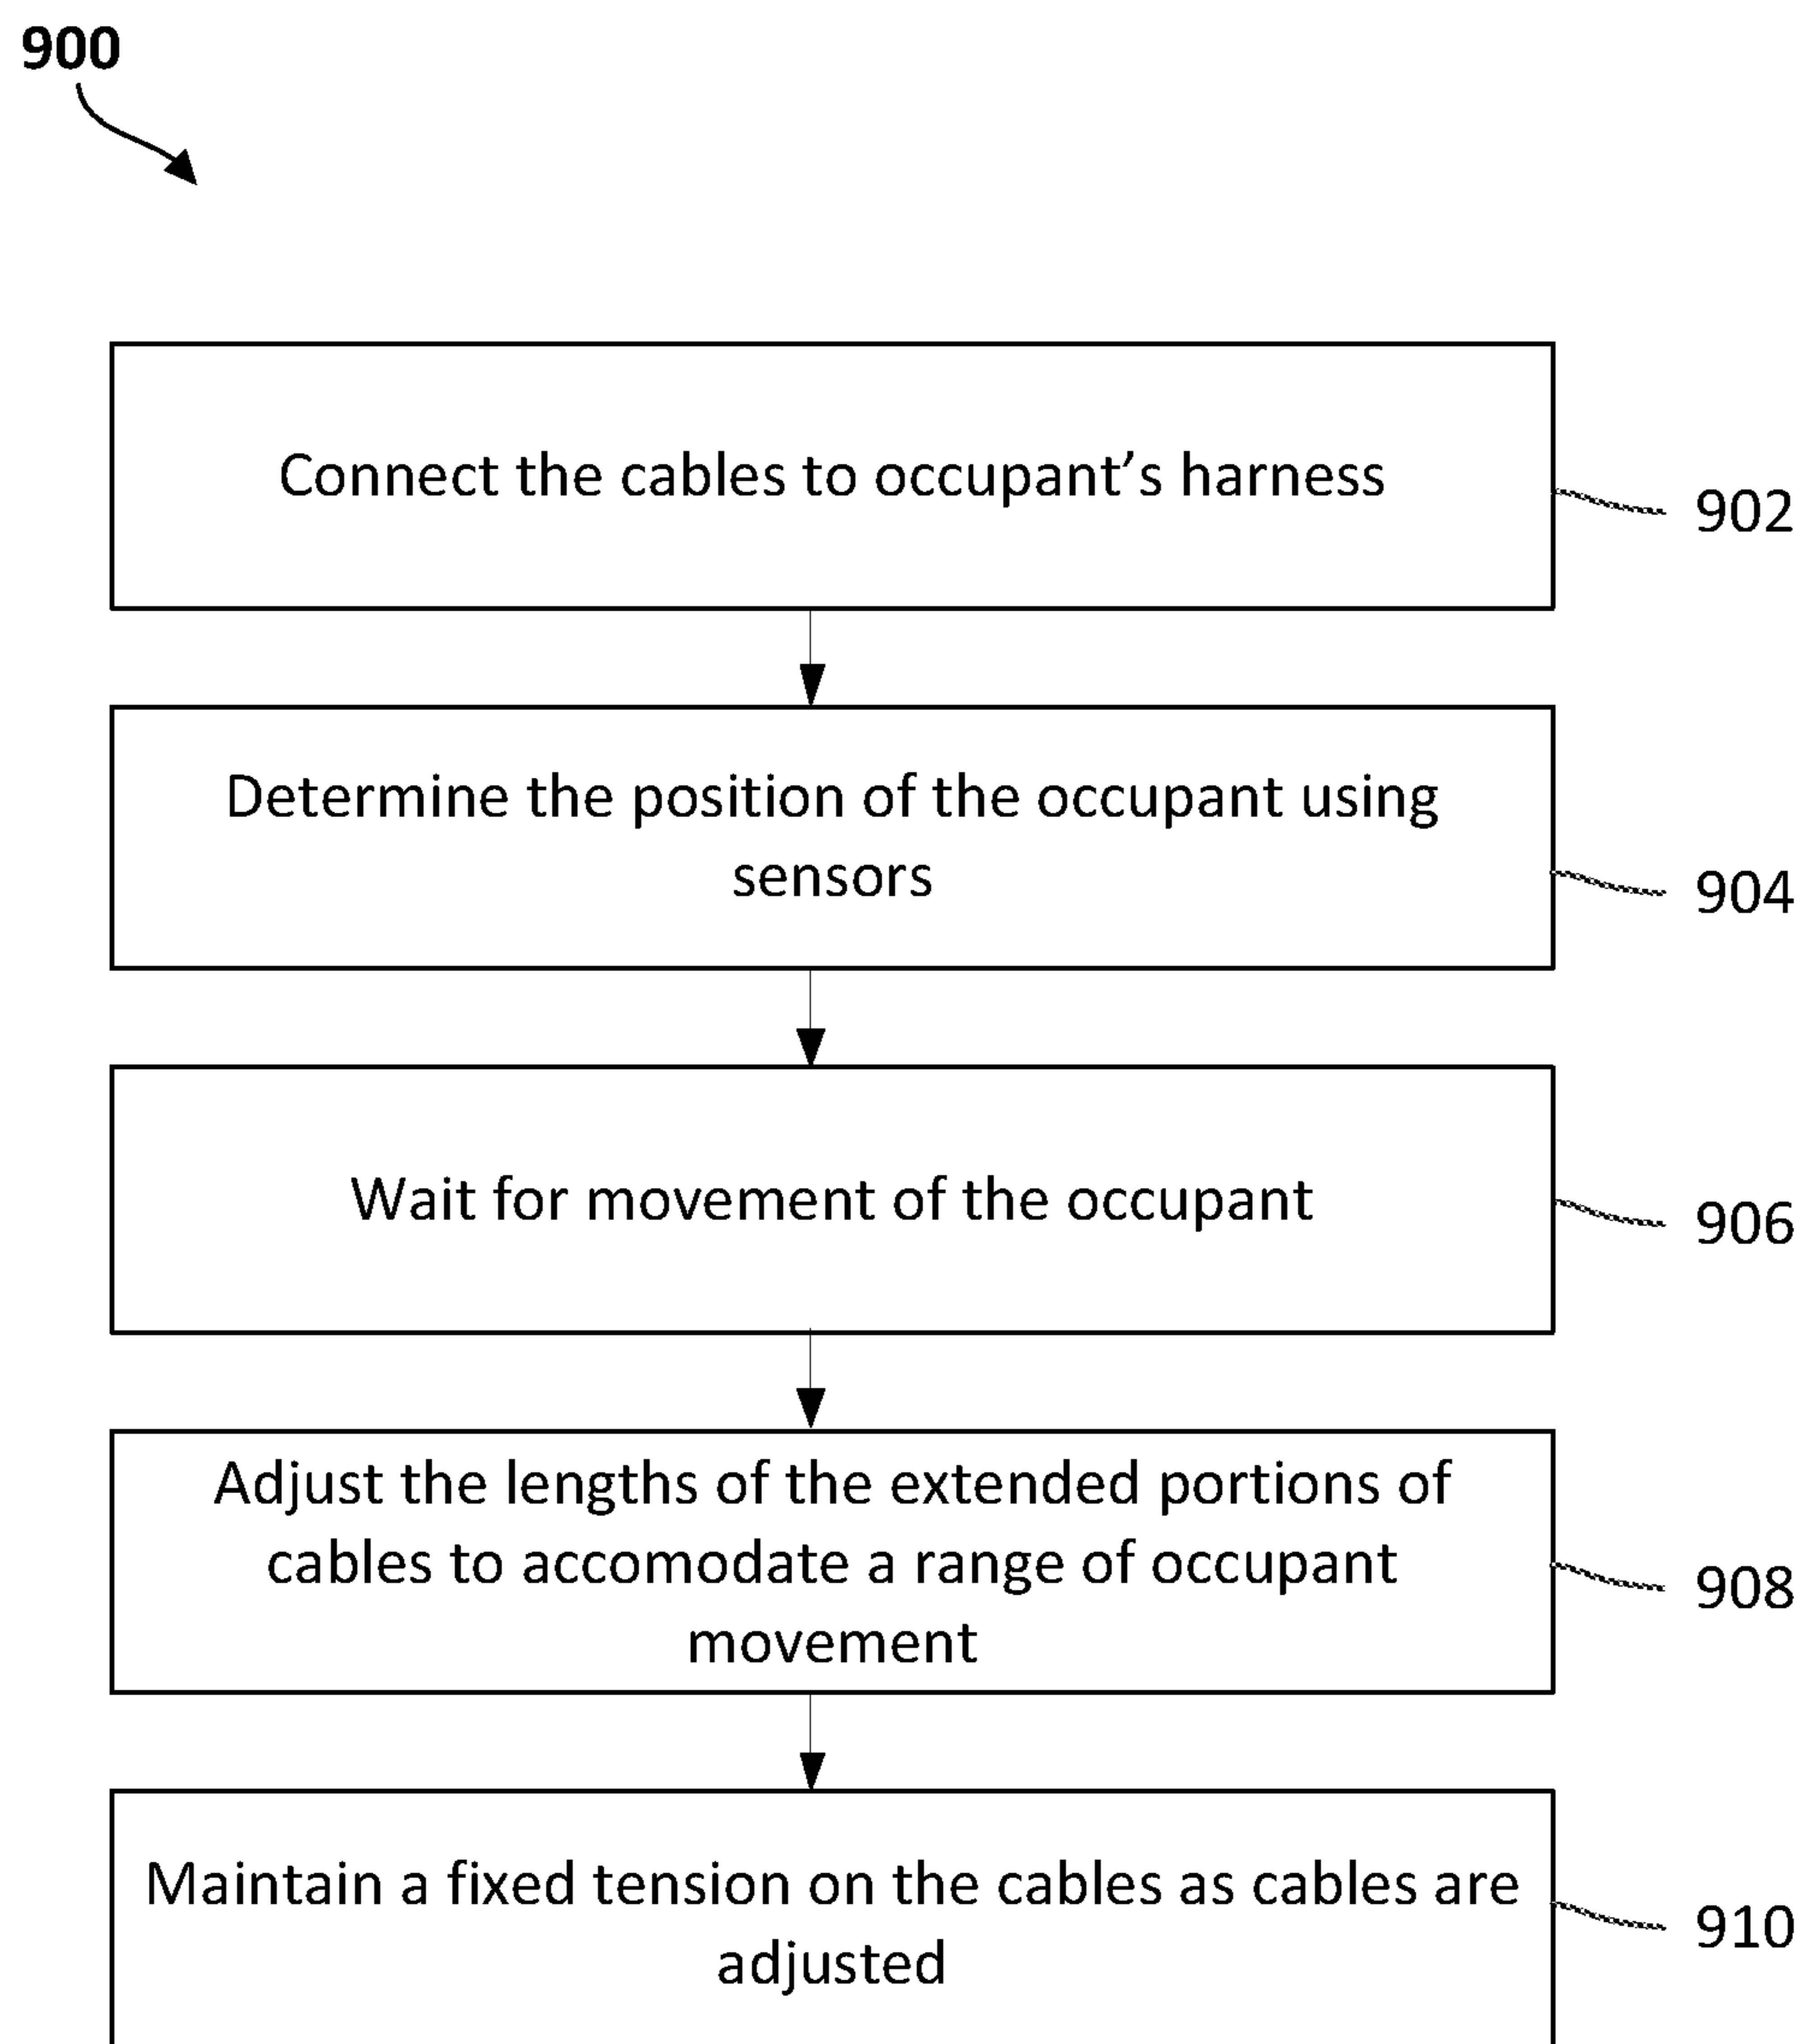 900
Connect the cables to occupant’s harness
902
Determine the position of the occupant using
sensors
904
Wait for movement of the occupant
906
Adjust the lengths of the extended portions of
cables to accomodate a range of occupant
movement
908
Maintain a fixed tension on the cables as cables are
adjusted
910